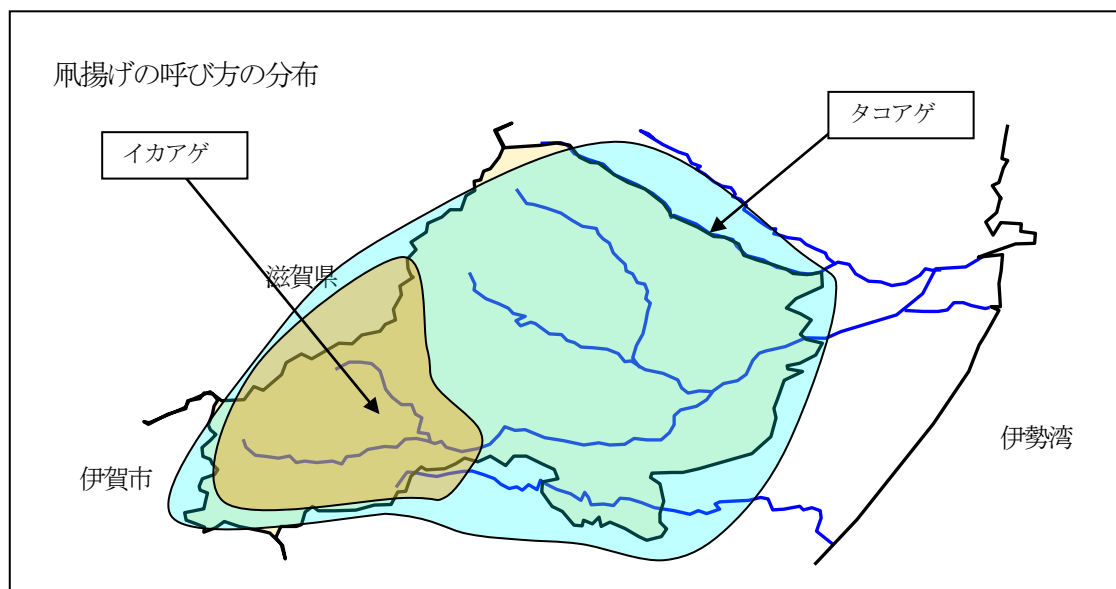 凧揚げの呼び方の分布
タコアゲ
イカアゲ
滋賀県
伊勢湾
伊賀市